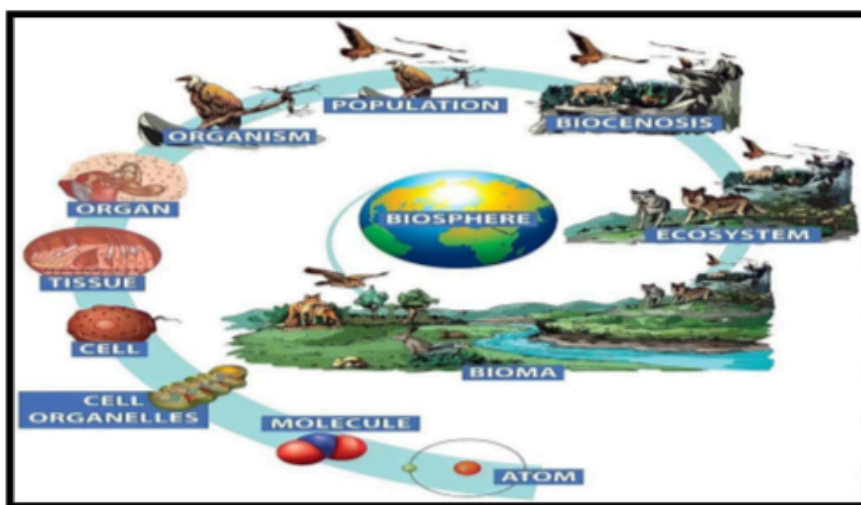 POPULATION
ORGANISM
BIOCENOSIS
ORGAN
BIOSPHERE
ECOSYSTEM
TISSUE
CELL
BIOMA
CELL
ORGANELLES
MOLECULE
ATOM